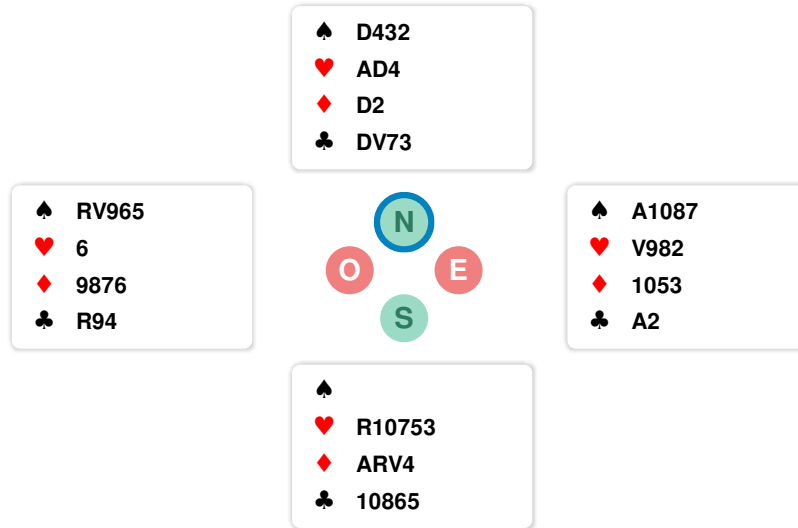 ♠ D432
♥ AD4
♦ D2
♣ DV73
♠ RV965
♥ 6
♦ 9876
♣ R94
N
O
E
S
♠ A1087
♥ V982
♦ 1053
♣ A2
♠
♥ R10753
♦ ARV4
♣ 10865